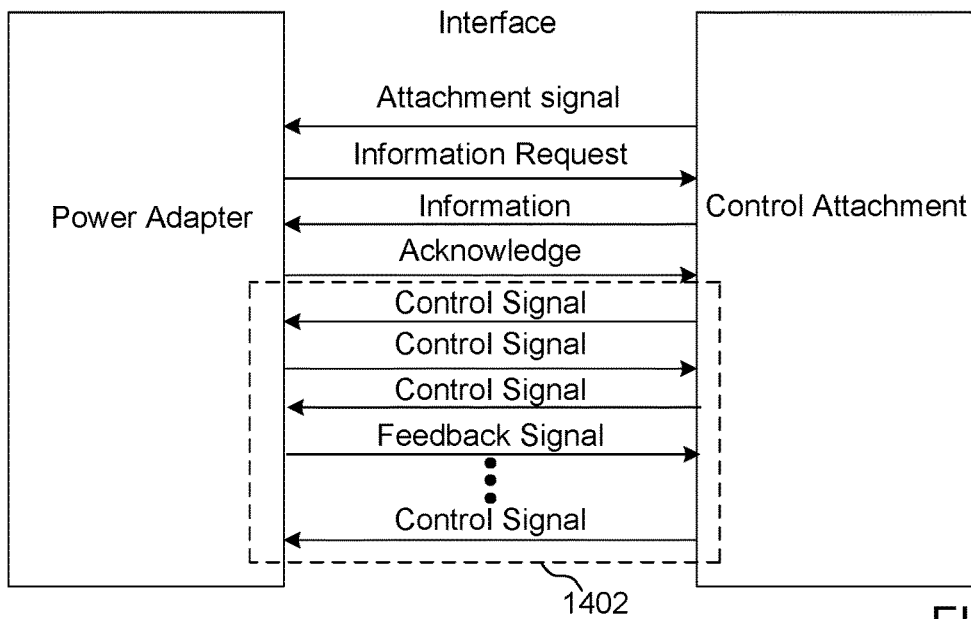 Interface
Attachment signal
Information Request
Power Adapter
Information
Control Attachment
Acknowledge
Control Signal
Control Signal
Control Signal
Feedback Signal
Control Signal
1402